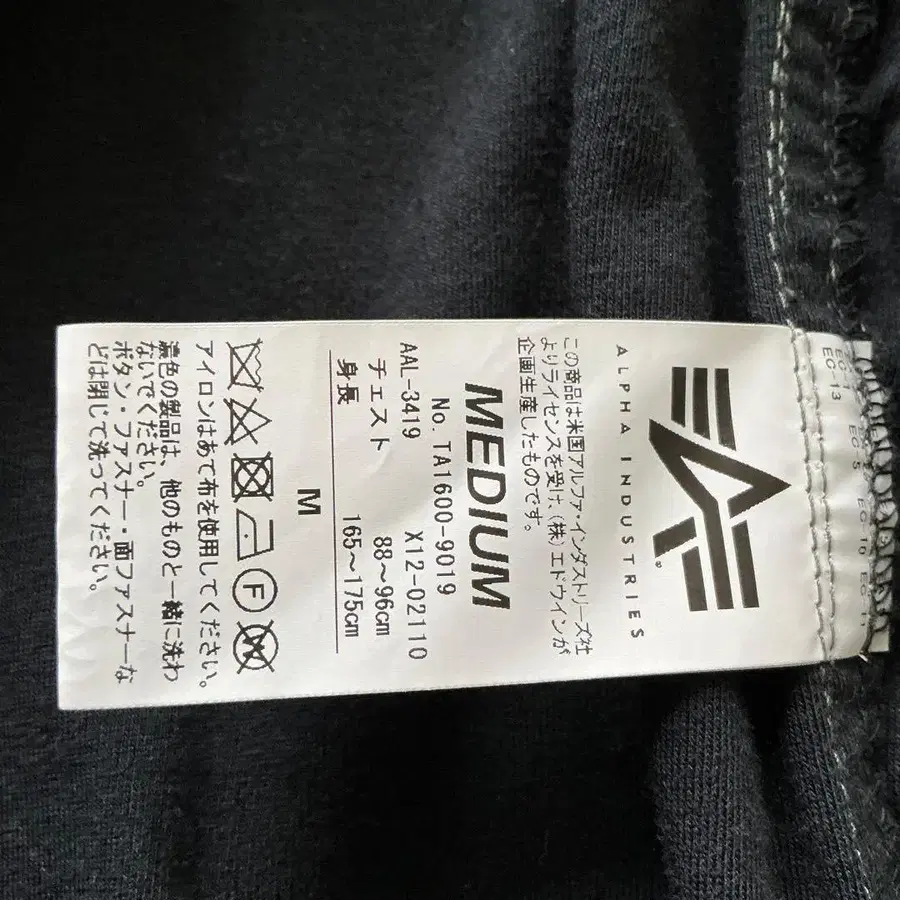 ALPHA INDUSTRIES
この商品は米国アルファ・インダストリーズ社
よりライセンスを受け、(株)エドウインが
企画生産したものです。
MEDIUM
No. TA1600-9019
AAL-3419 X12-02110
チェスト 88～96cm
身長 165～175cm
M
F
W
アイロンはあて布を使用してください。
濃色の製品は、他のものと一緒に洗わ
ないでください。
ボタン・ファスナー・面ファスナーな
どは閉じて洗ってください。